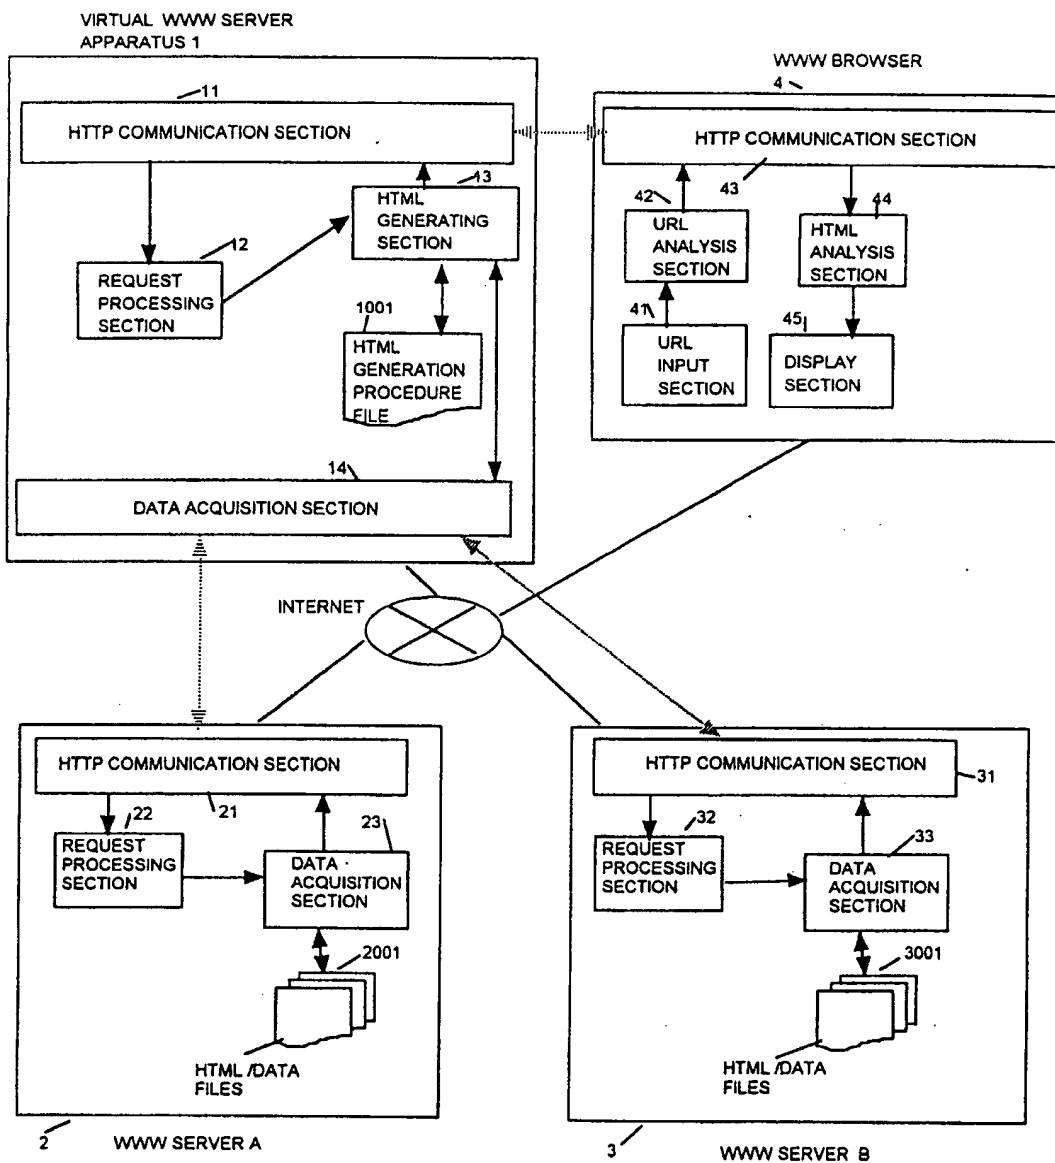 VIRTUAL WWW SERVER
APPARATUS 1
11
HTTP COMMUNICATION SECTION
13
HTML
GENERATING
SECTION
12
REQUEST
PROCESSING
SECTION
1001
HTML
GENERATION
PROCEDURE
FILE
14
DATA ACQUISITION SECTION
WWW BROWSER
4
HTTP COMMUNICATION SECTION
43
42
URL
ANALYSIS
SECTION
44
HTML
ANALYSIS
SECTION
41
URL
INPUT
SECTION
45
DISPLAY
SECTION
INTERNET
HTTP COMMUNICATION SECTION
21
22
REQUEST
PROCESSING
SECTION
23
DATA
ACQUISITION
SECTION
2001
HTML /DATA
FILES
2
WWW SERVER A
HTTP COMMUNICATION SECTION
31
32
REQUEST
PROCESSING
SECTION
33
DATA
ACQUISITION
SECTION
3001
HTML /DATA
FILES
3
WWW SERVER B